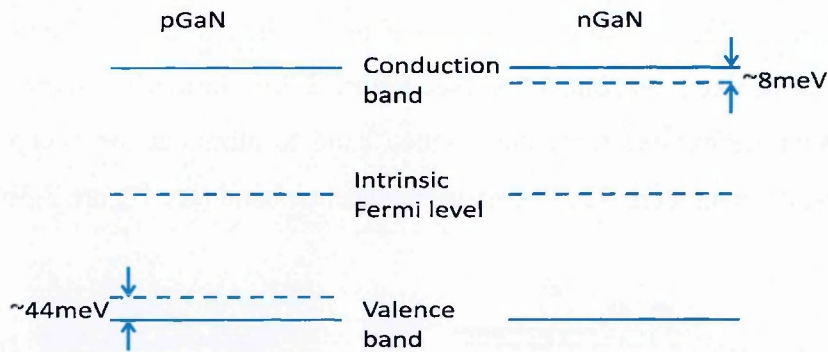 pGaN
nGaN
Conduction
band
~8meV
Intrinsic
Fermi level
~44meV
Valence
band